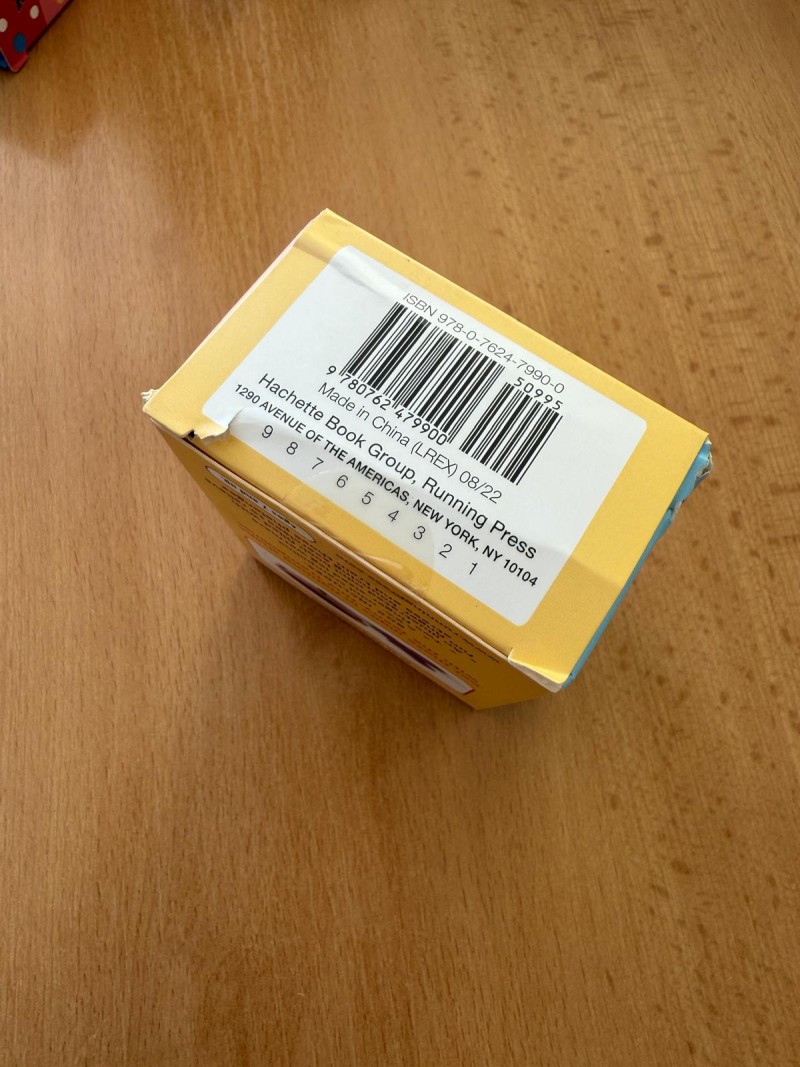 ISBN 978-0-7624-7990-0
50995
9 780762 479900
Made in China (LREX) 08/22
Hachette Book Group, Running Press
1290 AVENUE OF THE AMERICAS, NEW YORK, NY 10104
9 8 7 6 5 4 3 2 1